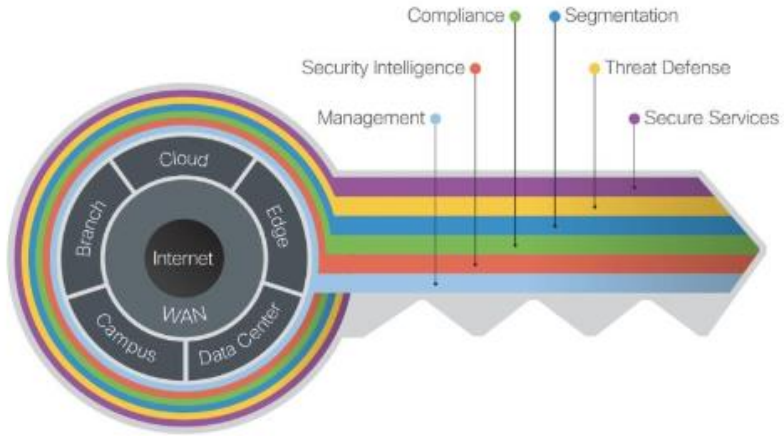 Compliance
Segmentation
Security Intelligence
Threat Defense
Management
Secure Services
Cloud
Branch
Edge
Internet
WAN
Campus
Data Center